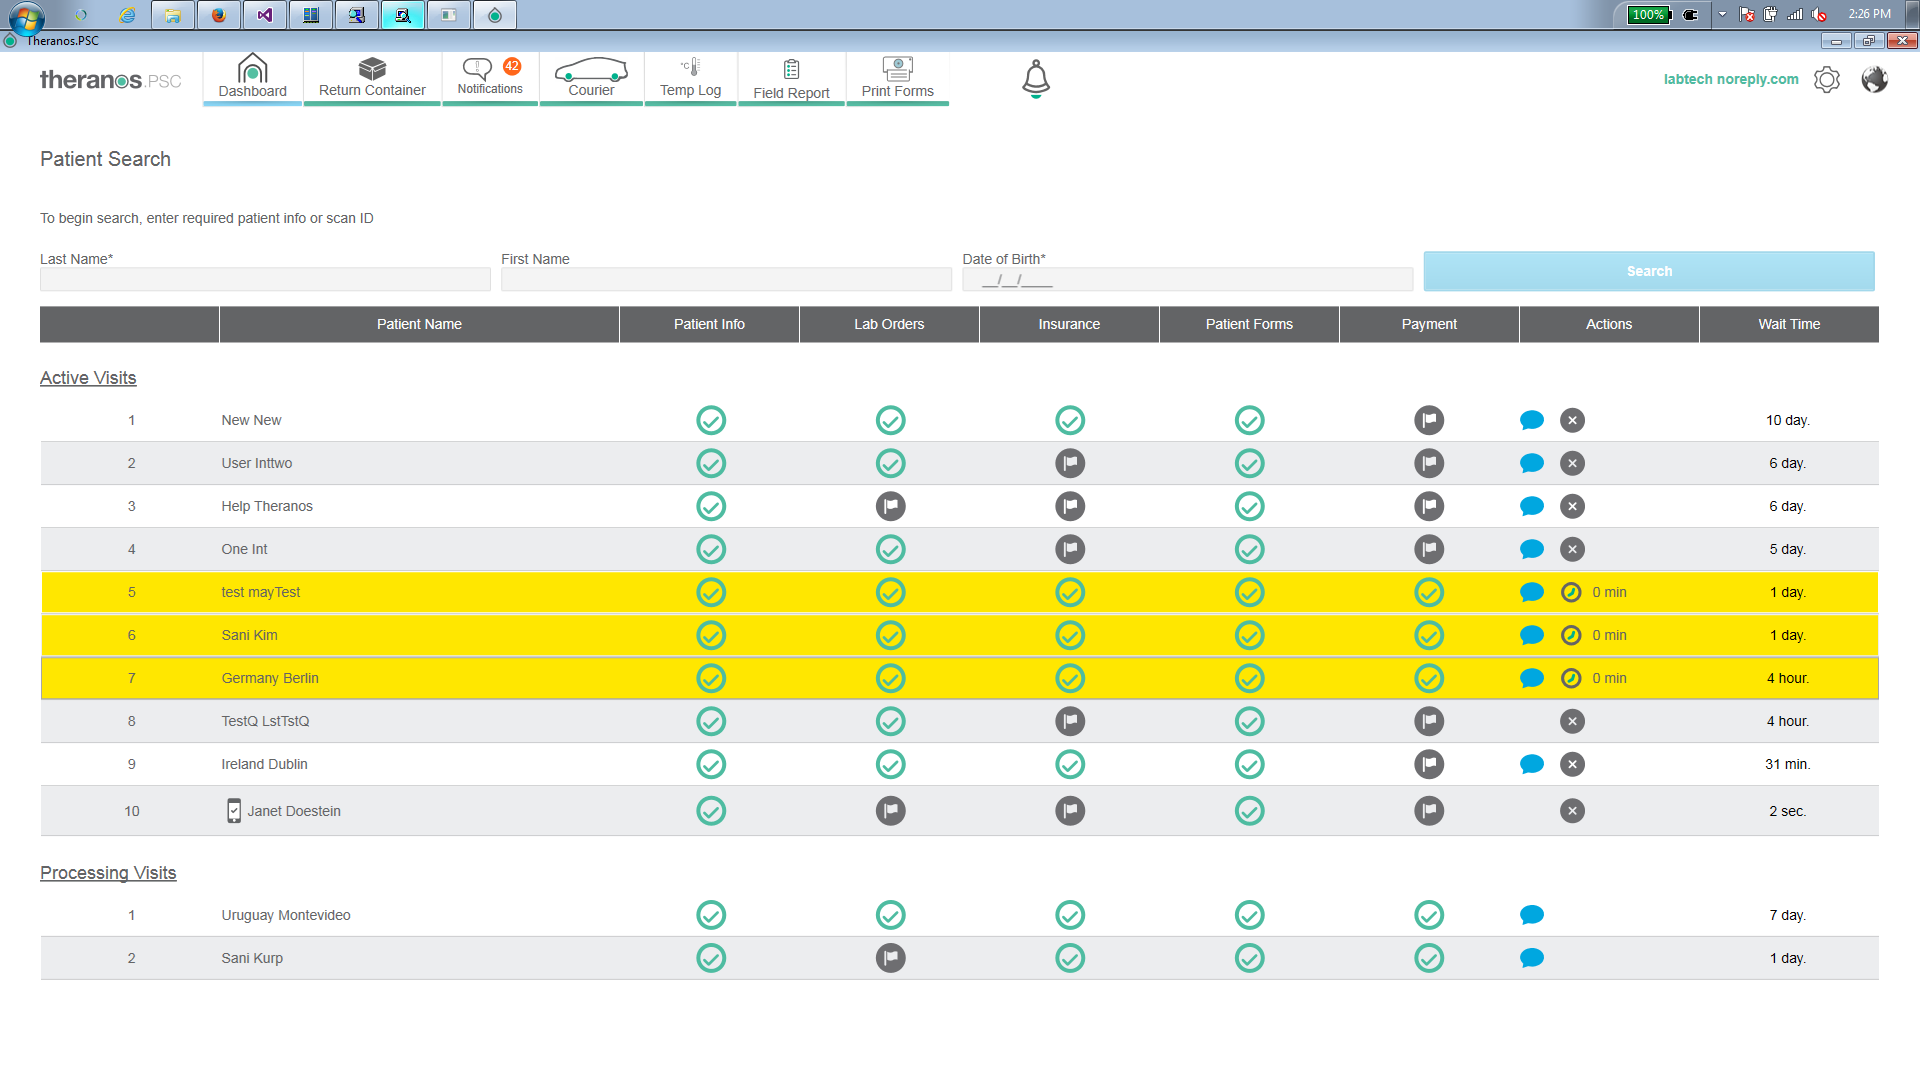 100%
2:26 PM
Theranos.PSC
theranos.PSC
Dashboard
Return Container
42
Notifications
Courier
°C
Temp Log
Field Report
Print Forms
labtech noreply.com
Patient Search
To begin search, enter required patient info or scan ID
Last Name*
First Name
Date of Birth*
__/__/____
Search
Patient Name Patient Info Lab Orders Insurance Patient Forms Payment Actions Wait Time
Active Visits
1 New New 10 day.
2 User Inttwo 6 day.
3 Help Theranos 6 day.
4 One Int 5 day.
5 test mayTest 0 min 1 day.
6 Sani Kim 0 min 1 day.
7 Germany Berlin 0 min 4 hour.
8 TestQ LstTstQ 4 hour.
9 Ireland Dublin 31 min.
10 Janet Doestein 2 sec.
Processing Visits
1 Uruguay Montevideo 7 day.
2 Sani Kurp 1 day.